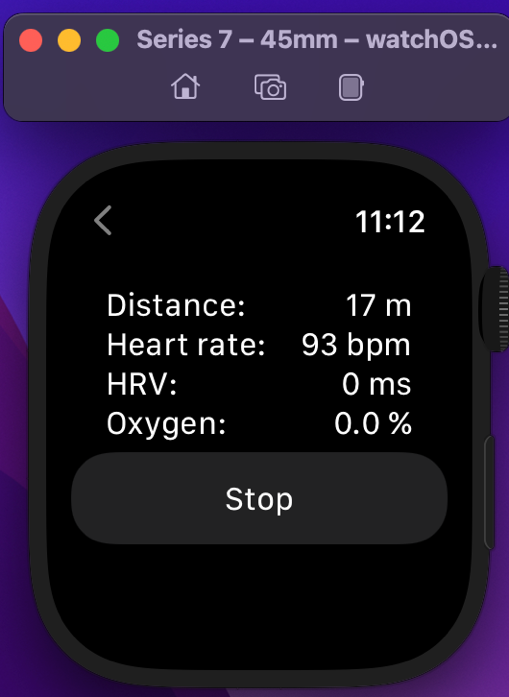 Series 7 – 45mm – watchOS...
11:12
Distance: 17 m
Heart rate: 93 bpm
HRV: 0 ms
Oxygen: 0.0 %
Stop